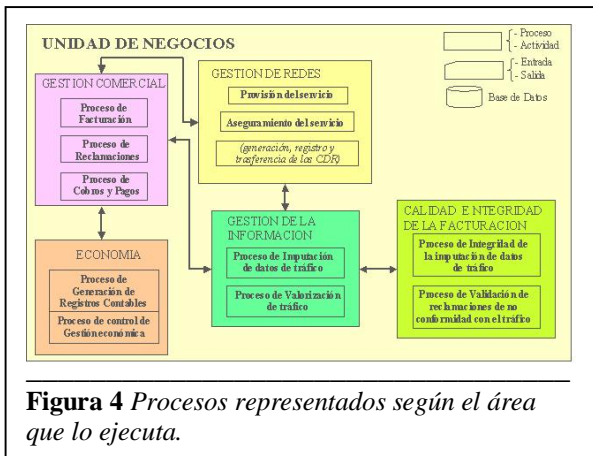 UNIDAD DE NEGOCIOS
- Proceso
- Actividad
- Entrada
- Salida
Base de Datos
GESTION COMERCIAL
Proceso de
Facturación
Proceso de
Reclamaciones
Proceso de
Cobros y Pagos
GESTION DE REDES
Provisión del servicio
Aseguramiento del servicio
(generación, registro y
trasferencia de los CDR)
ECONOMIA
Proceso de
Generación de
Registros Contables
Proceso de control de
Gestión económica
GESTION DE LA
INFORMACION
Proceso de Imputación
de datos de tráfico
Proceso de Valorización
de tráfico
CALIDAD E NTEGRIDAD
DE LA FACTURACION
Proceso de Integridad de
la imputación de datos
de tráfico
Proceso de Validación de
reclamaciones de no
conformidad con el tráfico
Figura 4 Procesos representados según el área
que lo ejecuta.